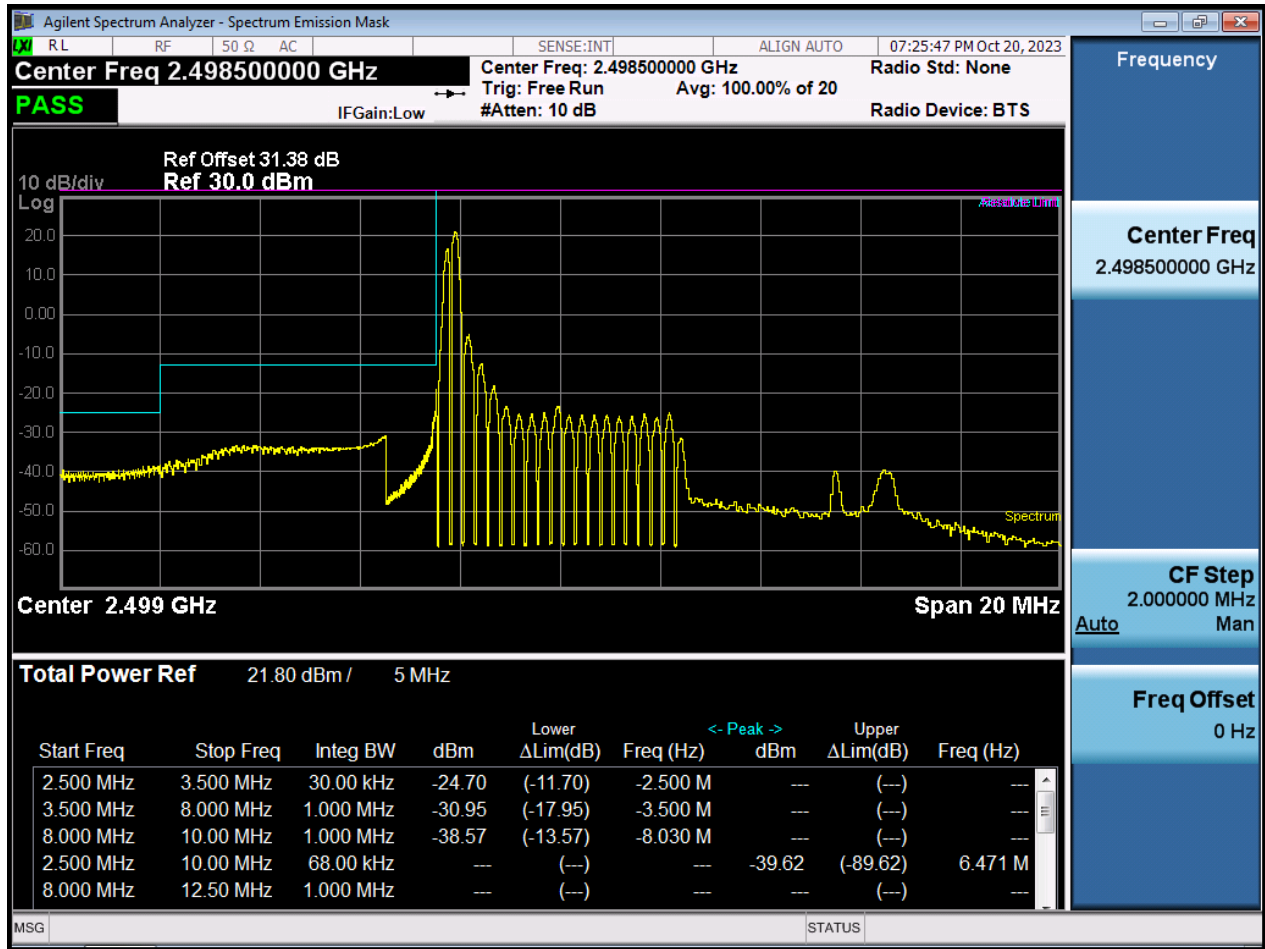 Agilent Spectrum Analyzer - Spectrum Emission Mask
LXI RL RF 50 Ω AC SENSE:INT ALIGN AUTO 07:25:47 PM Oct 20, 2023
Center Freq 2.498500000 GHz
PASS
IFGain:Low
Center Freq: 2.498500000 GHz
Trig: Free Run Avg: 100.00% of 20
#Atten: 10 dB
Radio Std: None
Radio Device: BTS
Ref Offset 31.38 dB
10 dB/div Ref 30.0 dBm
Log
20.0
10.0
0.00
-10.0
-20.0
-30.0
-40.0
-50.0
-60.0
Limit
Spectrum
Center 2.499 GHz Span 20 MHz
Total Power Ref 21.80 dBm / 5 MHz
Lower <- Peak -> Upper
Start Freq Stop Freq Integ BW dBm ΔLim(dB) Freq (Hz) dBm ΔLim(dB) Freq (Hz)
2.500 MHz 3.500 MHz 30.00 kHz -24.70 (-11.70) -2.500 M --- (---) ---
3.500 MHz 8.000 MHz 1.000 MHz -30.95 (-17.95) -3.500 M --- (---) ---
8.000 MHz 10.00 MHz 1.000 MHz -38.57 (-13.57) -8.030 M --- (---) ---
2.500 MHz 10.00 MHz 68.00 kHz --- (---) --- -39.62 (-89.62) 6.471 M
8.000 MHz 12.50 MHz 1.000 MHz --- (---) --- --- (---) ---
MSG STATUS
Frequency
Center Freq
2.498500000 GHz
CF Step
2.000000 MHz
Auto Man
Freq Offset
0 Hz